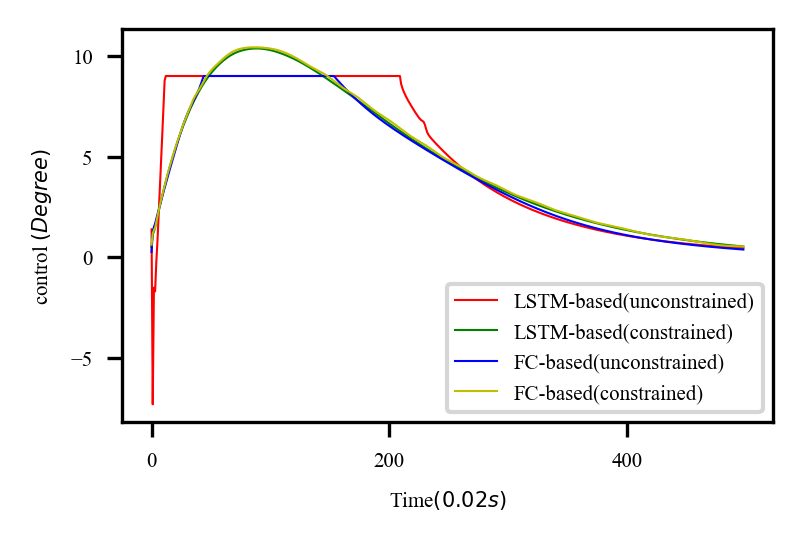 10
5
0
−5
control (Degree)
0
200
400
Time(0.02s)
LSTM-based(unconstrained)
LSTM-based(constrained)
FC-based(unconstrained)
FC-based(constrained)